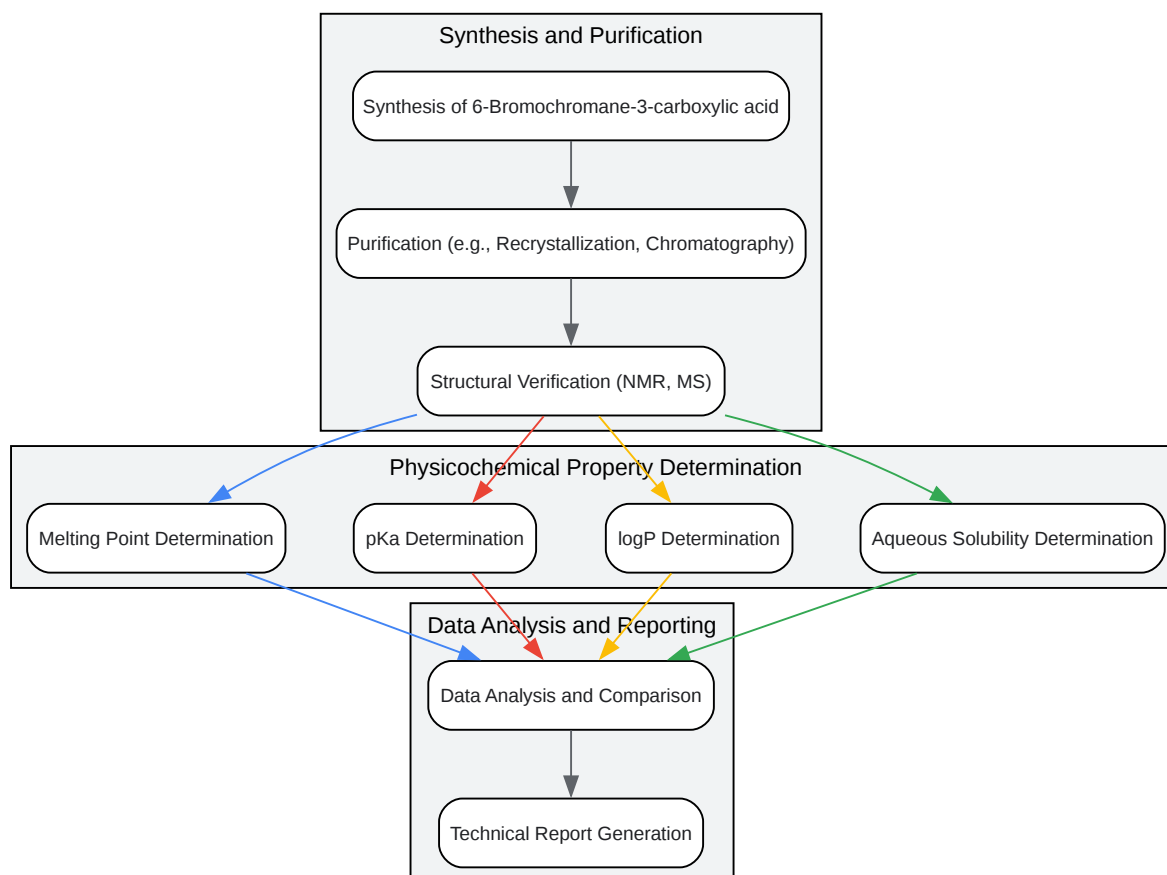 Synthesis and Purification
Synthesis of 6-Bromochromane-3-carboxylic acid
Purification (e.g., Recrystallization, Chromatography)
Structural Verification (NMR, MS)
Physicochemical Property Determination
Melting Point Determination
pKa Determination
logP Determination
Aqueous Solubility Determination
Data Analysis and Reporting
Data Analysis and Comparison
Technical Report Generation